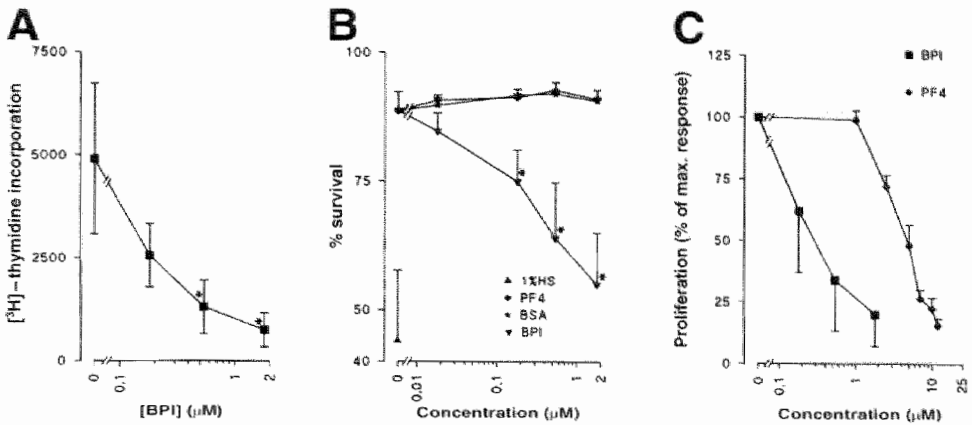 A
7500
5000
2500
0
[³H]-thymidine incorporation
0
0.1
1
2
[BPI] (µM)
B
100
75
50
40
% survival
1%HS
PF4
BSA
BPI
* * *
0
0.01
0.1
1
2
Concentration (µM)
C
125
100
75
50
25
0
Proliferation (% of max. response)
BPI
PF4
0
0.1
1
10
25
Concentration (µM)